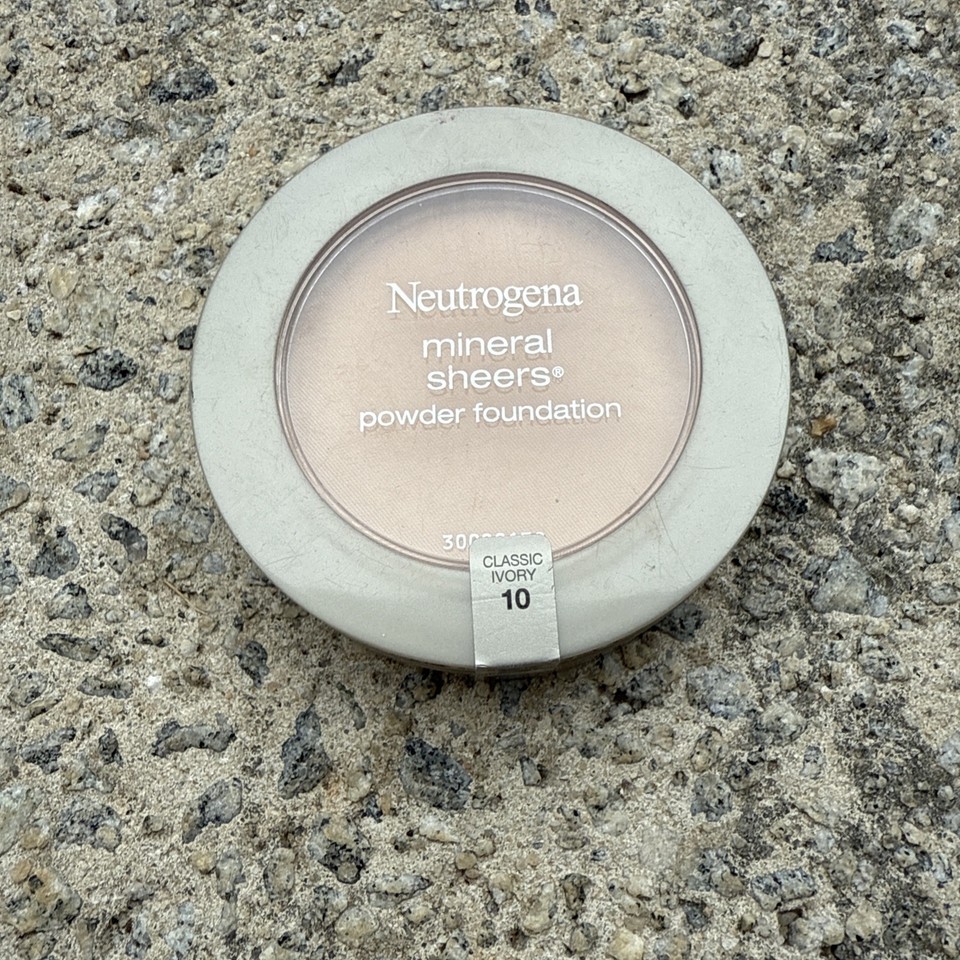 Neutrogena
mineral
sheers®
powder foundation
CLASSIC
IVORY
10